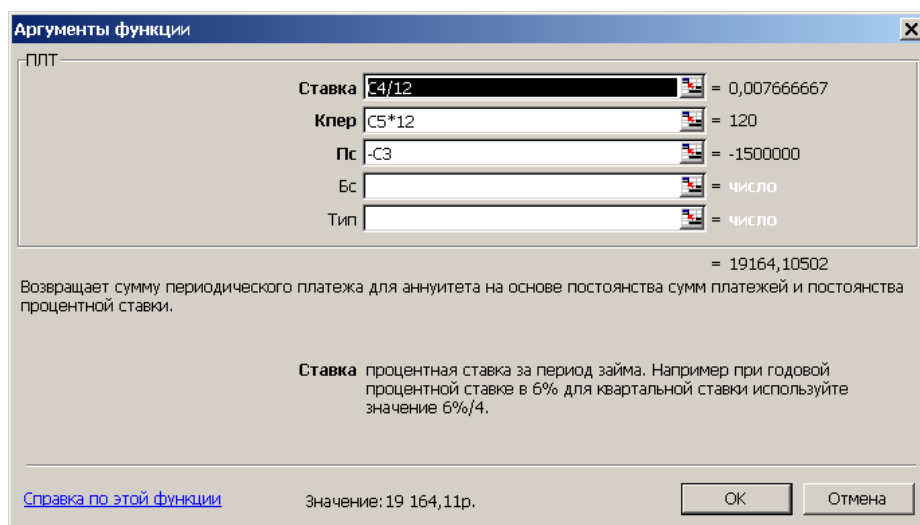 Аргументы функции
ПЛТ
Ставка C4/12 = 0,007666667
Кпер C5*12 = 120
Пс -C3 = -1500000
Бс = число
Тип = число
= 19164,10502
Возвращает сумму периодического платежа для аннуитета на основе постоянства сумм платежей и постоянства
процентной ставки.
Ставка процентная ставка за период займа. Например при годовой
процентной ставке в 6% для квартальной ставки используйте
значение 6%/4.
Справка по этой функции Значение:19 164,11р. ОК Отмена